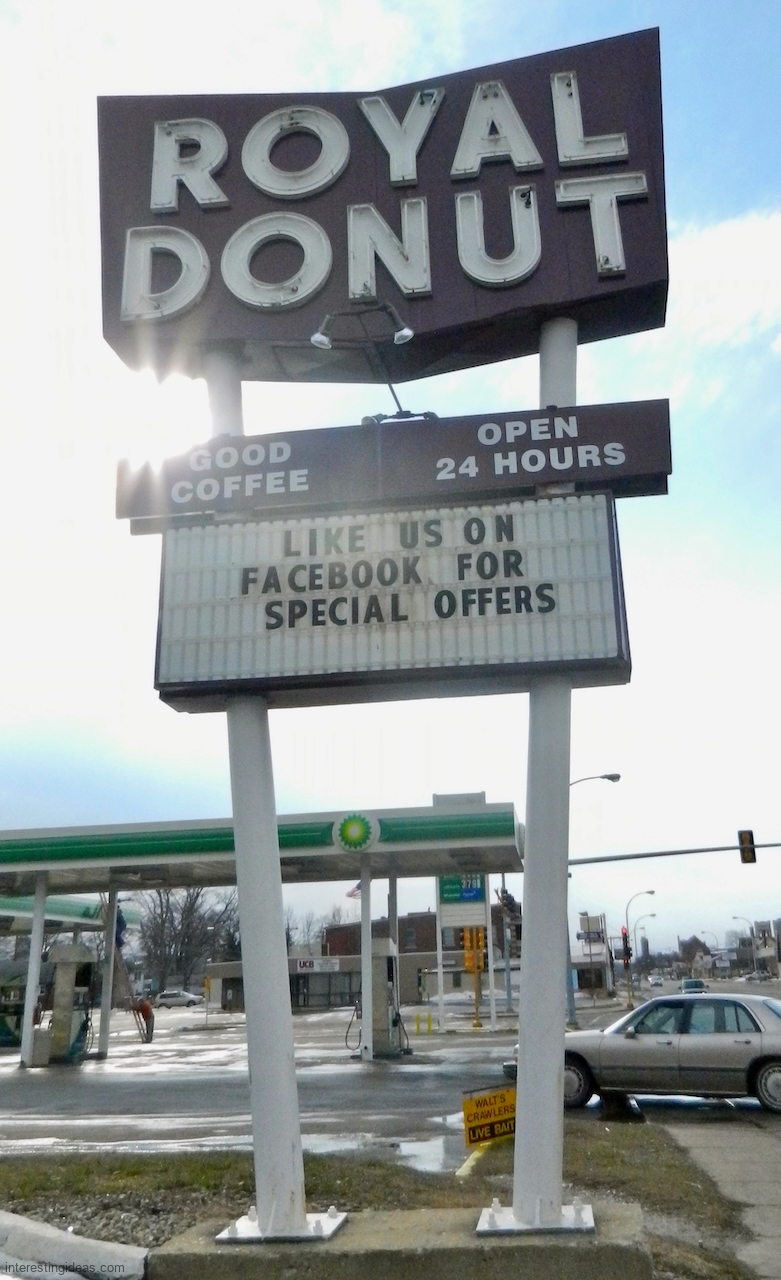 ROYAL
DONUT
GOOD
COFFEE
OPEN
24 HOURS
LIKE US ON
FACEBOOK FOR
SPECIAL OFFERS
UCB
WALT'S
CRAWLERS
LIVE BAIT
interestingideas.com